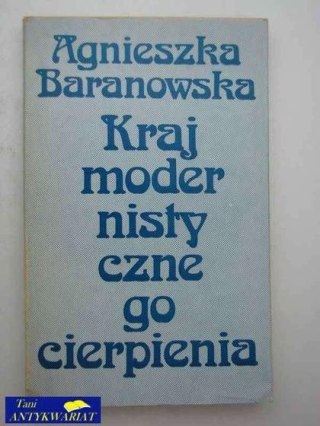 Agnieszka
Baranowska
Kraj
moder
nisty
czne
go
cierpienia
Tani
ANTYKWARIAT